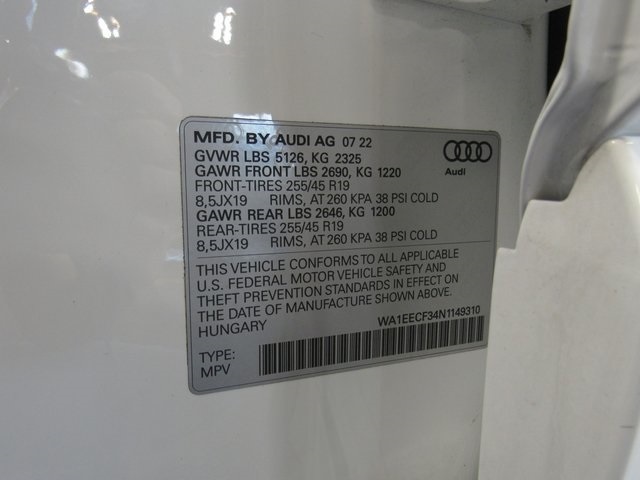 MFD. BY AUDI AG 07 22
GVWR LBS 5126, KG 2325
GAWR FRONT LBS 2690, KG 1220
FRONT-TIRES 255/45 R19
8,5JX19 RIMS, AT 260 KPA 38 PSI COLD
GAWR REAR LBS 2646, KG 1200
REAR-TIRES 255/45 R19
8,5JX19 RIMS, AT 260 KPA 38 PSI COLD
Audi
THIS VEHICLE CONFORMS TO ALL APPLICABLE
U.S. FEDERAL MOTOR VEHICLE SAFETY AND
THEFT PREVENTION STANDARDS IN EFFECT ON
THE DATE OF MANUFACTURE SHOWN ABOVE.
HUNGARY
WA1EECF34N1149310
TYPE:
MPV